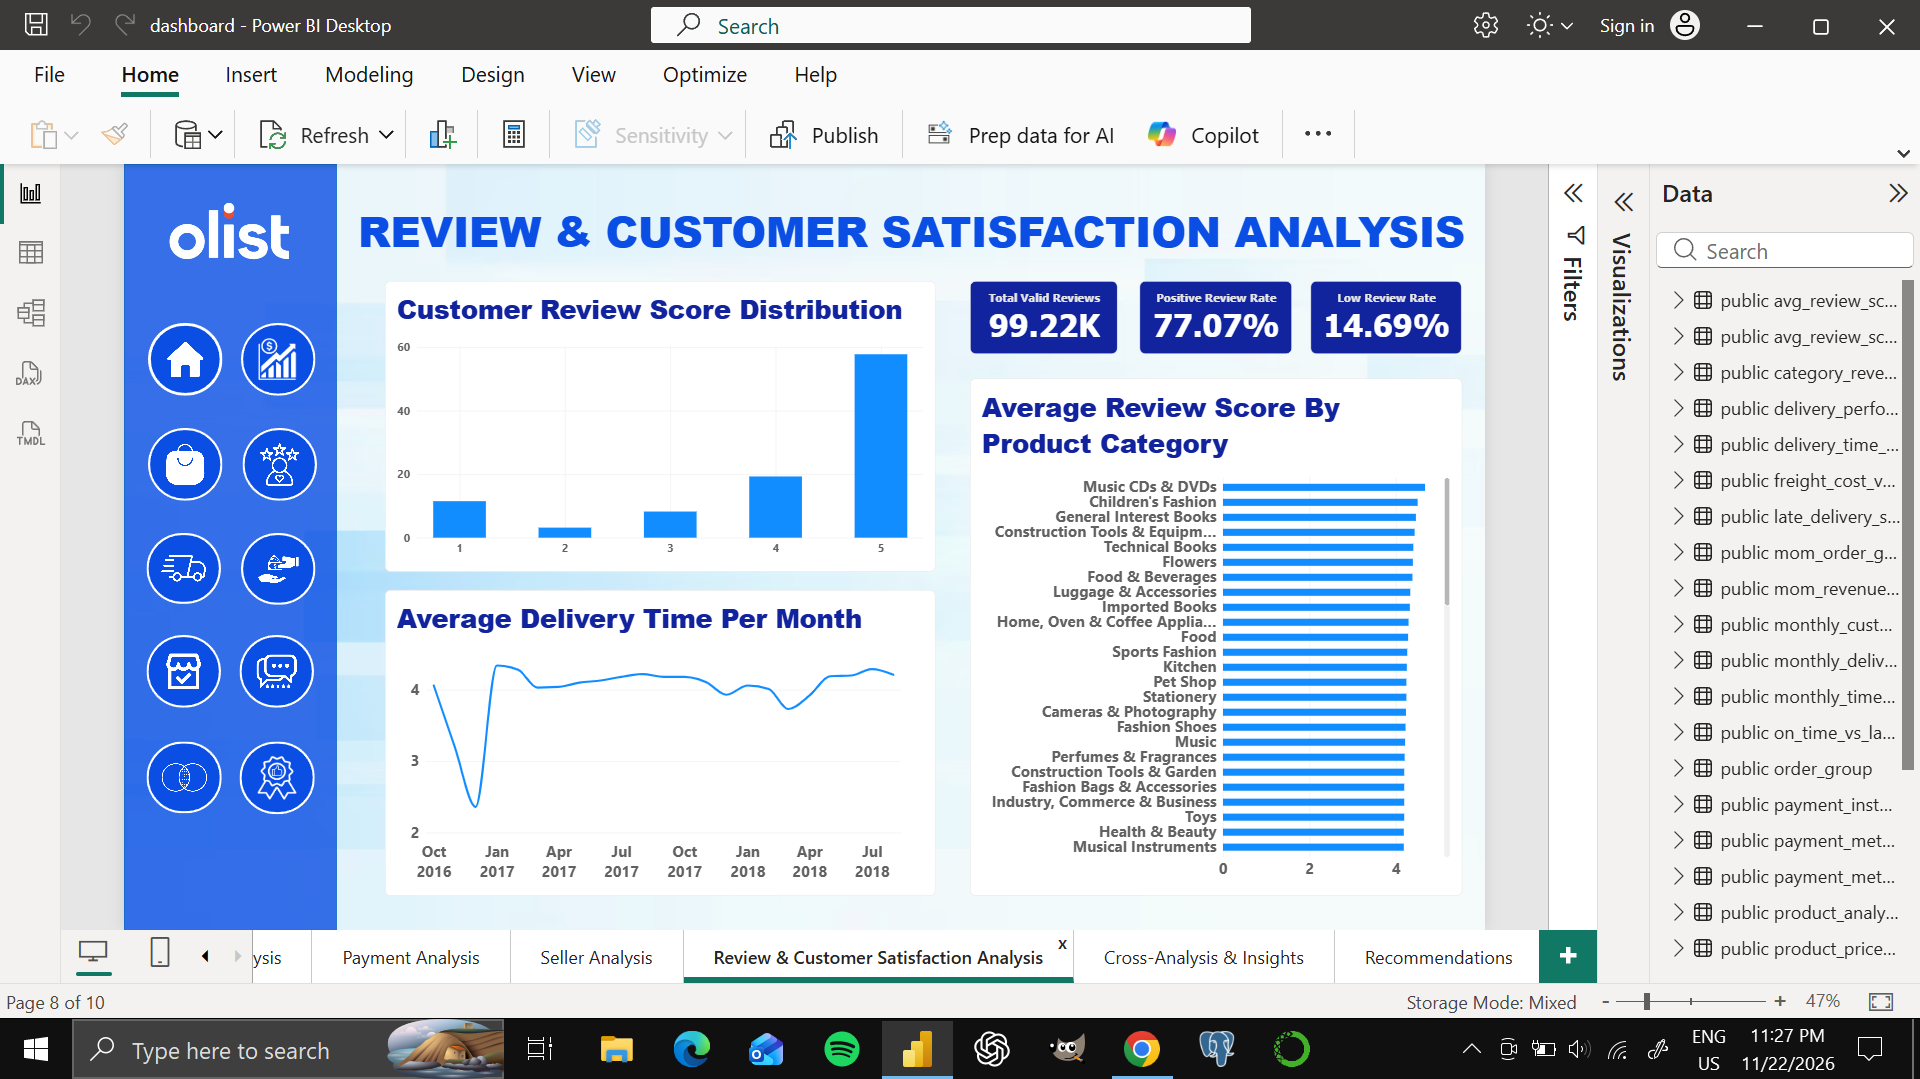 dashboard - Power BI Desktop
Search
Sign in
File
Home
Insert
Modeling
Design
View
Optimize
Help
Refresh
Sensitivity
Publish
Prep data for AI
Copilot
DAX
TMDL
olist
REVIEW & CUSTOMER SATISFACTION ANALYSIS
Customer Review Score Distribution
60
40
20
0
1
2
3
4
5
Total Valid Reviews
99.22K
Positive Review Rate
77.07%
Low Review Rate
14.69%
Average Review Score By
Product Category
Music CDs & DVDs
Children's Fashion
General Interest Books
Construction Tools & Equipm...
Technical Books
Flowers
Food & Beverages
Luggage & Accessories
Imported Books
Home, Oven & Coffee Applia...
Food
Sports Fashion
Kitchen
Pet Shop
Stationery
Cameras & Photography
Fashion Shoes
Music
Perfumes & Fragrances
Construction Tools & Garden
Fashion Bags & Accessories
Industry, Commerce & Business
Toys
Health & Beauty
Musical Instruments
0
2
4
Average Delivery Time Per Month
4
3
2
Oct 2016
Jan 2017
Apr 2017
Jul 2017
Oct 2017
Jan 2018
Apr 2018
Jul 2018
Filters
Visualizations
Data
Search
public avg_review_sc...
public avg_review_sc...
public category_reve...
public delivery_perfo...
public delivery_time_...
public freight_cost_v...
public late_delivery_s...
public mom_order_g...
public mom_revenue...
public monthly_cust...
public monthly_deliv...
public monthly_time...
public on_time_vs_la...
public order_group
public payment_inst...
public payment_met...
public payment_met...
public product_analy...
public product_price...
ysis
Payment Analysis
Seller Analysis
Review & Customer Satisfaction Analysis
x
Cross-Analysis & Insights
Recommendations
+
Page 8 of 10
Storage Mode: Mixed
- + 47%
Type here to search
ENG
US
11:27 PM
11/22/2026